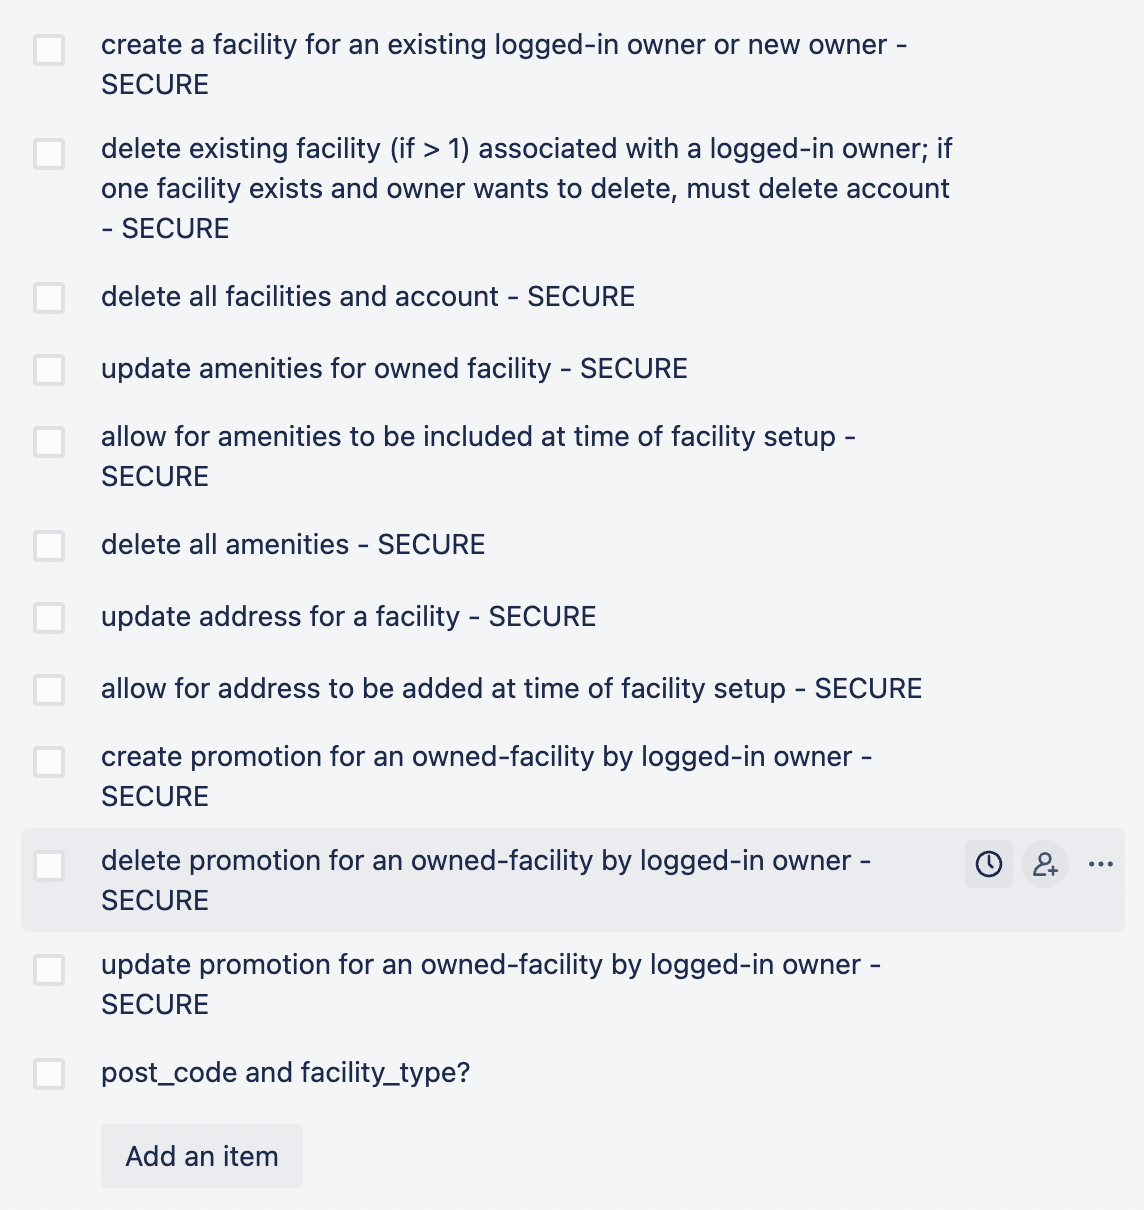 create a facility for an existing logged-in owner or new owner -
SECURE
delete existing facility (if > 1) associated with a logged-in owner; if
one facility exists and owner wants to delete, must delete account
- SECURE
delete all facilities and account - SECURE
update amenities for owned facility - SECURE
allow for amenities to be included at time of facility setup -
SECURE
delete all amenities - SECURE
update address for a facility - SECURE
allow for address to be added at time of facility setup - SECURE
create promotion for an owned-facility by logged-in owner -
SECURE
delete promotion for an owned-facility by logged-in owner -
SECURE
update promotion for an owned-facility by logged-in owner -
SECURE
post_code and facility_type?
Add an item